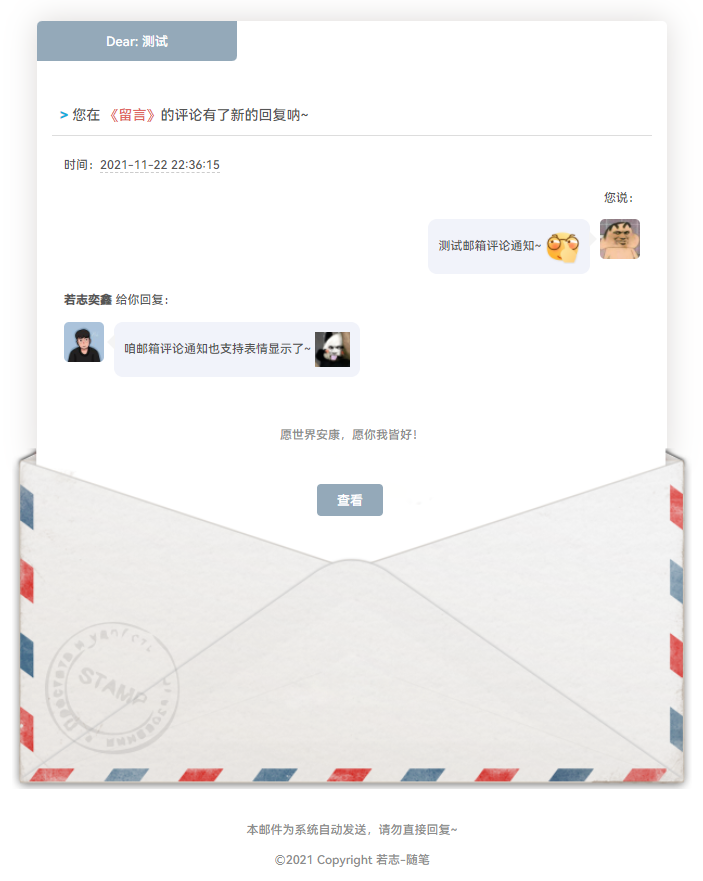 Dear: 测试
> 您在 《留言》的评论有了新的回复呐~
时间：2021-11-22 22:36:15
您说：
测试邮箱评论通知~
若志奕鑫 给你回复：
咱邮箱评论通知也支持表情显示了~
愿世界安康，愿你我皆好！
查看
STAMP
本邮件为系统自动发送，请勿直接回复~
©2021 Copyright 若志-随笔